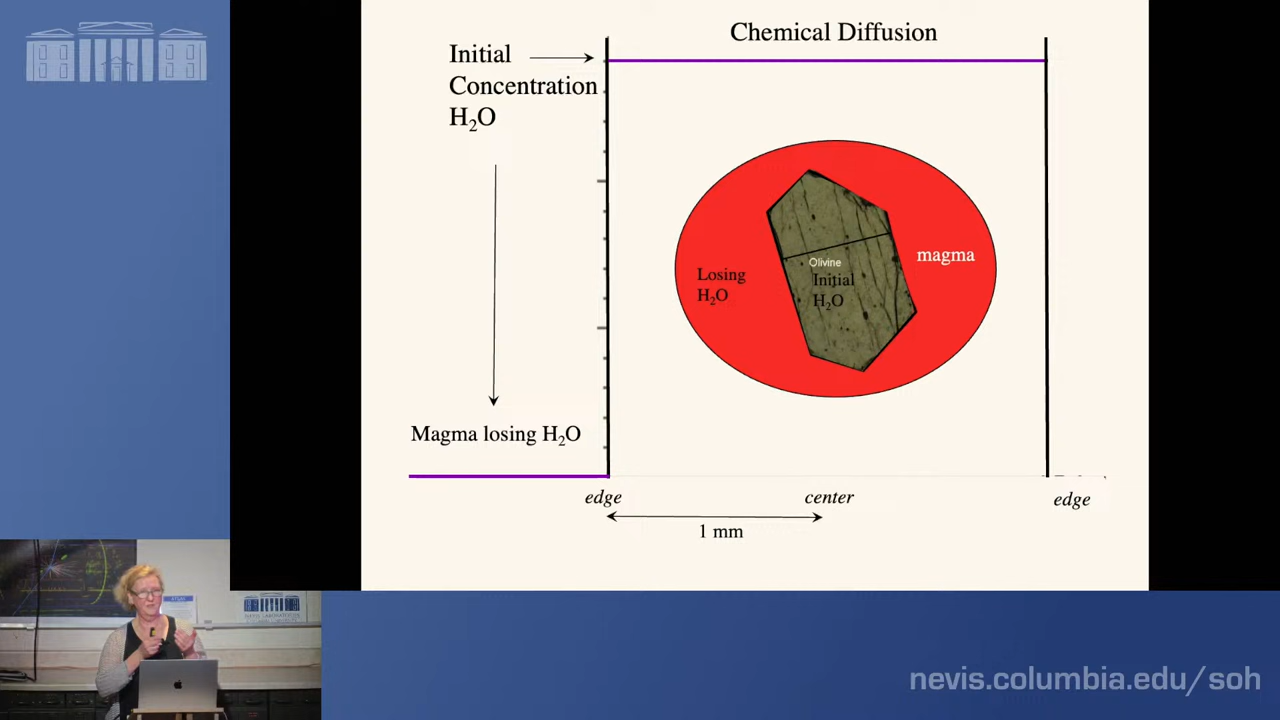 Chemical Diffusion
Initial
Concentration
H₂O
Olivine
Initial
H₂O
Losing
H₂O
magma
Magma losing H₂O
edge
center
edge
1 mm
nevis.columbia.edu/soh